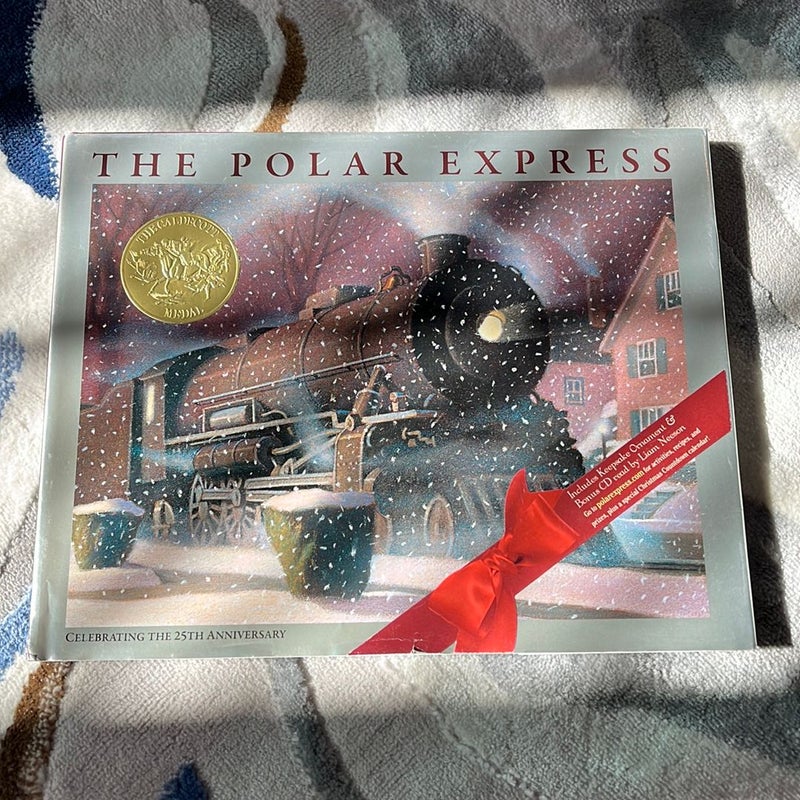 THE POLAR EXPRESS
THE CALDECOTT
MEDAL
Includes Keepsake Ornament &
Bonus CD read by Liam Neeson
Go to polarexpress.com for activities, recipes, and
prizes, plus a special Christmas Countdown calendar!
CELEBRATING THE 25TH ANNIVERSARY